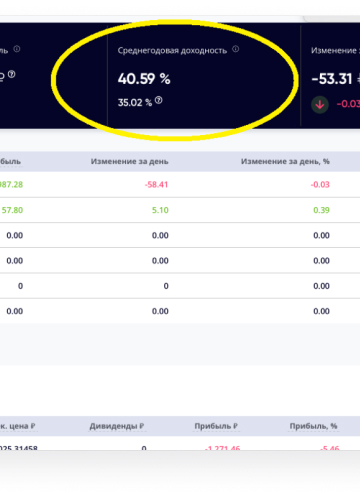 ль Среднегодовая доходность Изменение з
40.59 % -53.31 ₽
35.02 % -0.03
быль Изменение за день Изменение за день, %
987.28 -58.41 -0.03
57.80 5.10 0.39
0.00 0.00 0.00
0.00 0.00 0.00
0 0 0.00
0.00 0.00 0.00
к. цена ₽ Дивиденды ₽ Прибыль ₽ Прибыль, %
025.31458 0 -1 271.46 -5.46